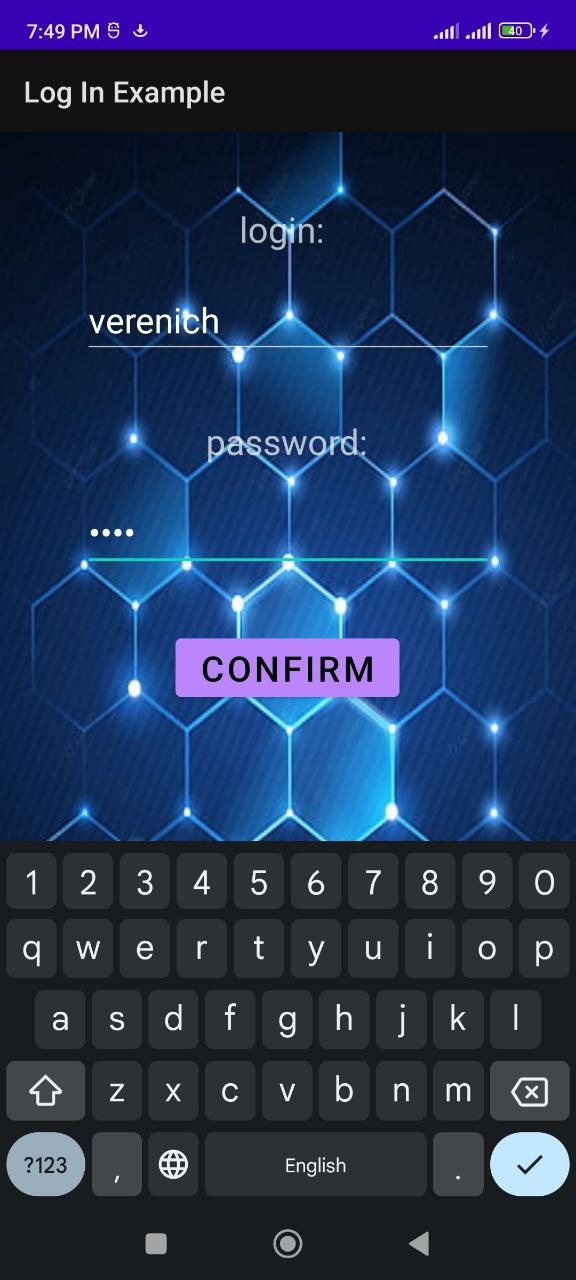 7:49 PM
40
Log In Example
login:
verenich
password:
••••
CONFIRM
1 2 3 4 5 6 7 8 9 0
q w e r t y u i o p
a s d f g h j k l
z x c v b n m
?123 , English .